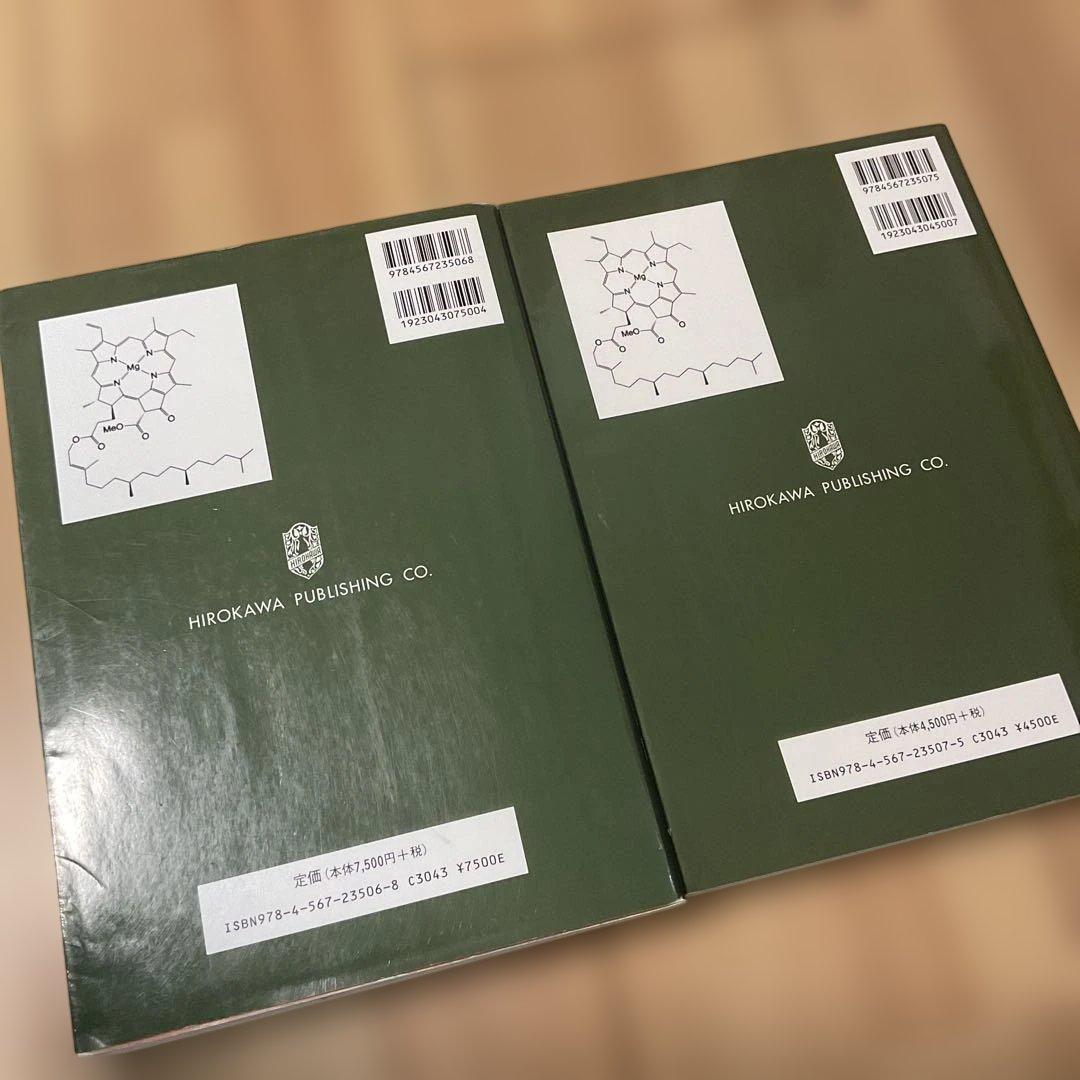 9784567235068
1923043075004
N
N
Mg
N
N
O
O
MeO
O
O
HIROKAWA
HIROKAWA PUBLISHING CO.
定価(本体7,500円+税)
ISBN978-4-567-23506-8 C3043 ¥7500E
9784567235075
1923043045007
N
N
Mg
N
N
O
O
MeO
O
O
HIROKAWA
HIROKAWA PUBLISHING CO.
定価(本体4,500円+税)
ISBN978-4-567-23507-5 C3043 ¥4500E